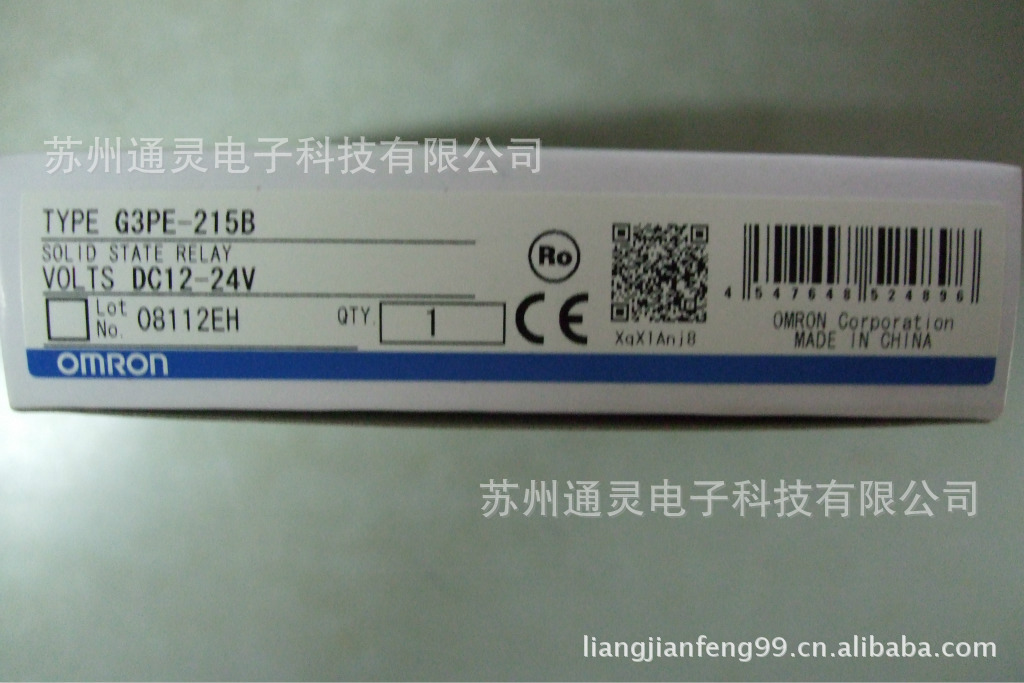 苏州通灵电子科技有限公司
TYPE G3PE-215B
SOLID STATE RELAY
VOLTS DC12-24V
Lot No. 08112EH
QTY. 1
Ro
CE
XqX1AnjB
4 547648 524896
OMRON Corporation
MADE IN CHINA
OMRON
苏州通灵电子科技有限公司
liangjianfeng99.cn.alibaba.com